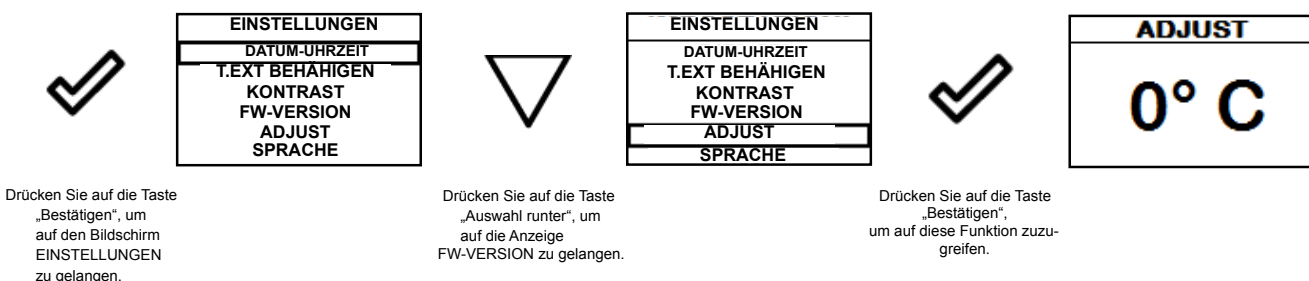 EINSTELLUNGEN
DATUM-UHRZEIT
T.EXT BEHÄHIGEN
KONTRAST
FW-VERSION
ADJUST
SPRACHE
EINSTELLUNGEN
DATUM-UHRZEIT
T.EXT BEHÄHIGEN
KONTRAST
FW-VERSION
ADJUST
SPRACHE
ADJUST
0° C
Drücken Sie auf die Taste
„Bestätigen“, um
auf den Bildschirm
EINSTELLUNGEN
zu gelangen.
Drücken Sie auf die Taste
„Auswahl runter“, um
auf die Anzeige
FW-VERSION zu gelangen.
Drücken Sie auf die Taste
„Bestätigen“,
um auf diese Funktion zuzu-
greifen.